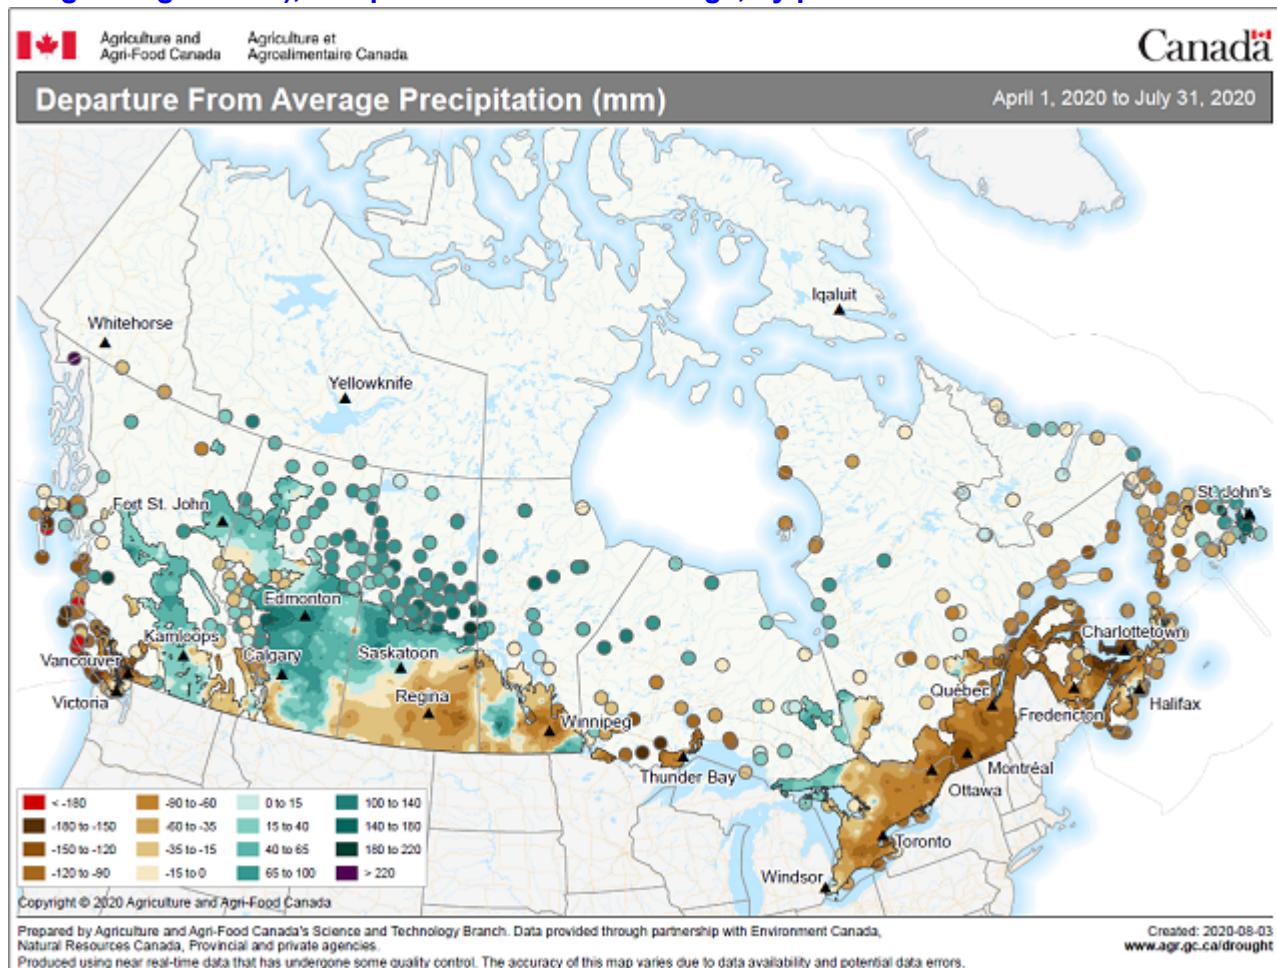 Agriculture and Agriculture et
Agri-Food Canada Agroalimentaire Canada
Canada
Departure From Average Precipitation (mm) April 1, 2020 to July 31, 2020
Iqaluit
Whitehorse
Yellowknife
Fort St. John
St. John's
Edmonton
Kamloops
Charlottetown
Vancouver
Calgary
Saskatoon
Regina
Québec
Victoria
Winnipeg
Fredericton
Halifax
Thunder Bay
Montréal
Ottawa
Toronto
Windsor
< -180 -90 to -60 0 to 15 100 to 140
-180 to -150 -60 to -35 15 to 40 140 to 180
-150 to -120 -35 to -15 40 to 65 180 to 220
-120 to -90 -15 to 0 65 to 100 > 220
Copyright © 2020 Agriculture and Agri-Food Canada
Prepared by Agriculture and Agri-Food Canada's Science and Technology Branch. Data provided through partnership with Environment Canada, Created: 2020-08-03
Natural Resources Canada, Provincial and private agencies. www.agr.gc.ca/drought
Produced using near real-time data that has undergone some quality control. The accuracy of this map varies due to data availability and potential data errors.